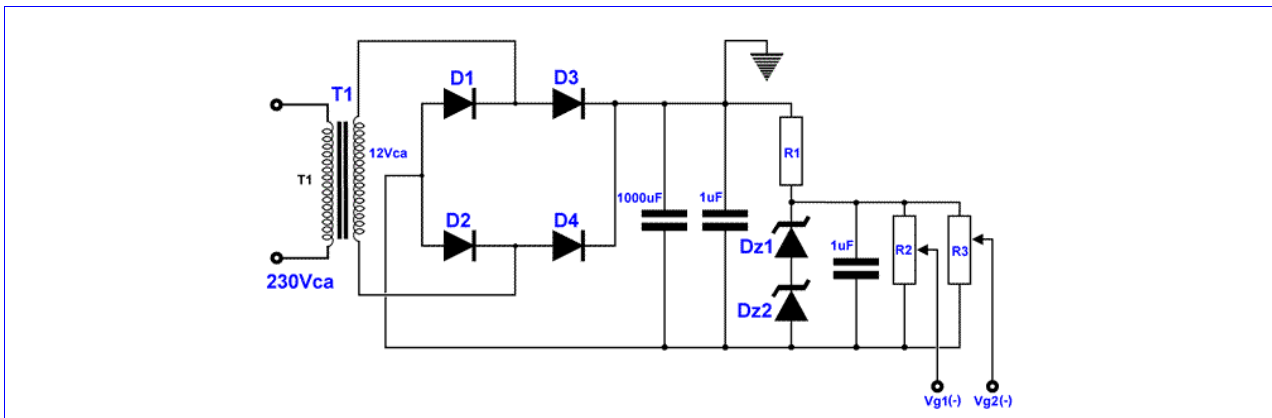 D1
D3
T1
12Vca
T1
R1
D2
D4
1000uF
1uF
Dz1
1uF
R2
R3
230Vca
Dz2
Vg1(-)
Vg2(-)